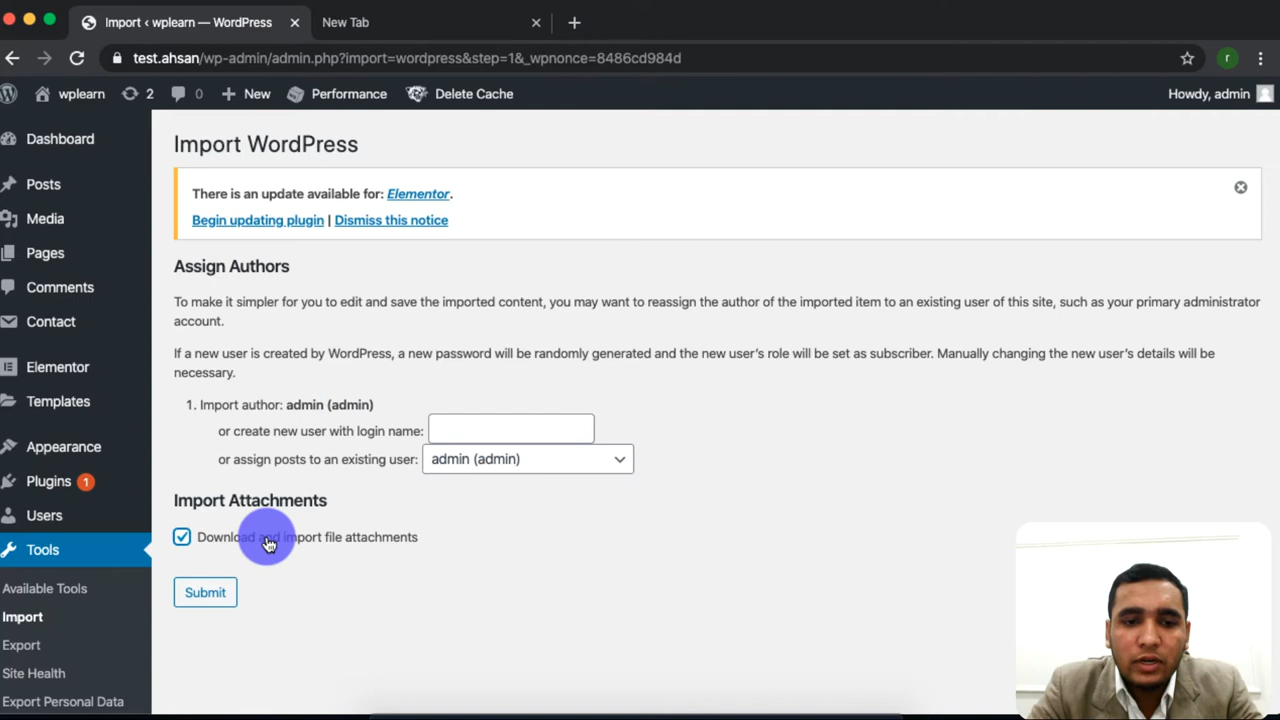 Import ‹ wplearn — WordPress
New Tab
test.ahsan/wp-admin/admin.php?import=wordpress&step=1&_wpnonce=8486cd984d
r
wplearn
2
0
New
Performance
Delete Cache
Howdy, admin
Dashboard
Posts
Media
Pages
Comments
Contact
Elementor
Templates
Appearance
Plugins 1
Users
Tools
Available Tools
Import
Export
Site Health
Export Personal Data
Import WordPress
There is an update available for: Elementor.
Begin updating plugin | Dismiss this notice
Assign Authors
To make it simpler for you to edit and save the imported content, you may want to reassign the author of the imported item to an existing user of this site, such as your primary administrator
account.
If a new user is created by WordPress, a new password will be randomly generated and the new user's role will be set as subscriber. Manually changing the new user's details will be
necessary.
1. Import author: admin (admin)
or create new user with login name:
or assign posts to an existing user: admin (admin)
Import Attachments
Download and import file attachments
Submit